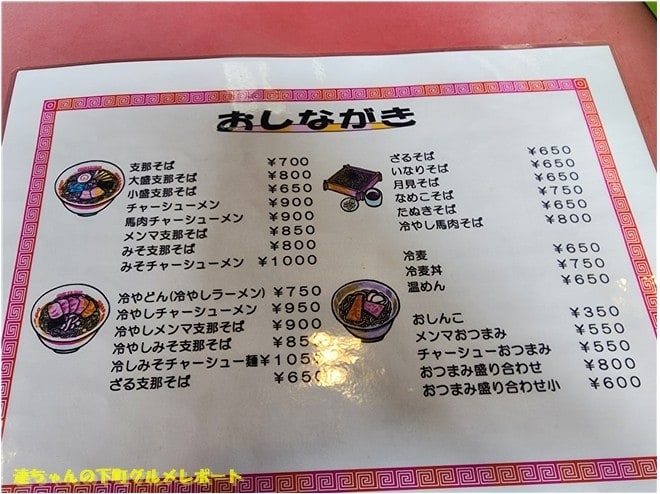 おしながき
支那そば ¥700
大盛支那そば ¥800
小盛支那そば ¥650
チャーシューメン ¥900
馬肉チャーシューメン ¥900
メンマ支那そば ¥850
みそ支那そば ¥800
みそチャーシューメン ¥1000
冷やどん(冷やしラーメン) ¥750
冷やしチャーシューメン ¥950
冷やしメンマ支那そば ¥900
冷やしみそ支那そば ¥850
冷しみそチャーシュー麺 ¥1050
ざる支那そば ¥650
ざるそば ¥650
いなりそば ¥650
月見そば ¥650
なめこそば ¥750
たぬきそば ¥650
冷やし馬肉そば ¥800
冷麦 ¥650
冷麦丼 ¥750
温めん ¥650
おしんこ ¥350
メンマおつまみ ¥550
チャーシューおつまみ ¥550
おつまみ盛り合わせ ¥800
おつまみ盛り合わせ小 ¥600
達ちゃんの下町グルメレポート